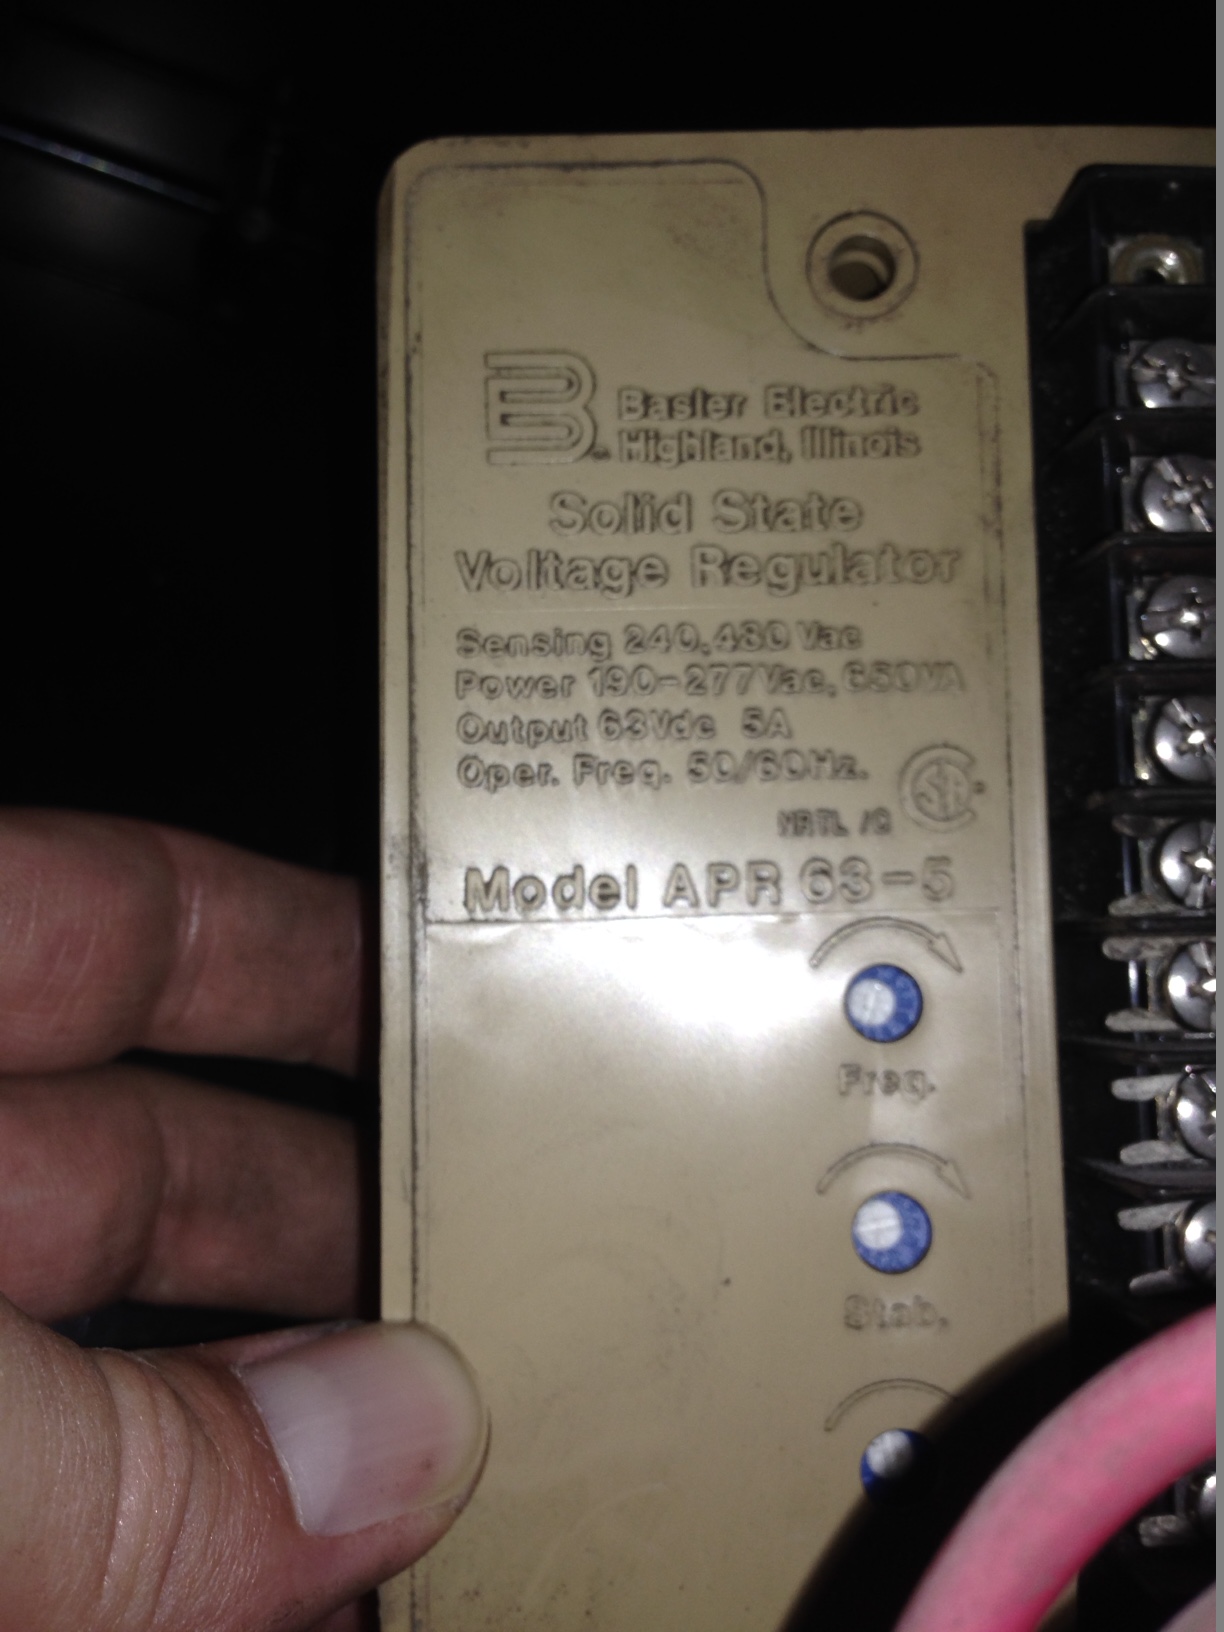 B® Basler Electric
Highland, Illinois
Solid State
Voltage Regulator
Sensing 240,480 Vac
Power 190-277Vac, 650VA
Output 63Vdc 5A
Oper. Freq. 50/60Hz.
NRTL /C
Model APR 63-5
Freq.
Stab.